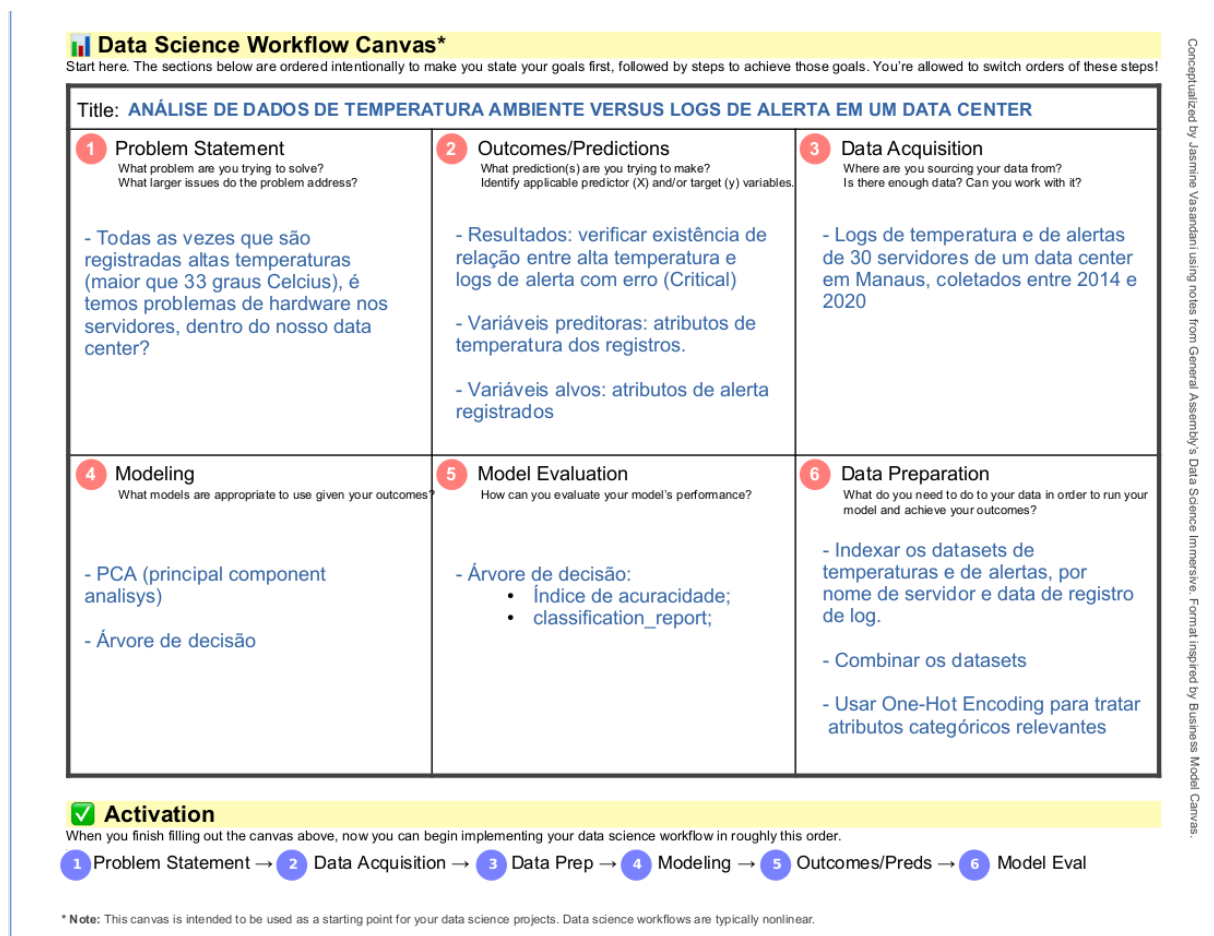 📊 Data Science Workflow Canvas*
Start here. The sections below are ordered intentionally to make you state your goals first, followed by steps to achieve those goals. You're allowed to switch orders of these steps!
Title: ANÁLISE DE DADOS DE TEMPERATURA AMBIENTE VERSUS LOGS DE ALERTA EM UM DATA CENTER
1 Problem Statement
What problem are you trying to solve?
What larger issues do the problem address?
- Todas as vezes que são
registradas altas temperaturas
(maior que 33 graus Celcius), é
temos problemas de hardware nos
servidores, dentro do nosso data
center?
2 Outcomes/Predictions
What prediction(s) are you trying to make?
Identify applicable predictor (X) and/or target (y) variables.
- Resultados: verificar existência de
relação entre alta temperatura e
logs de alerta com erro (Critical)
- Variáveis preditoras: atributos de
temperatura dos registros.
- Variáveis alvos: atributos de alerta
registrados
3 Data Acquisition
Where are you sourcing your data from?
Is there enough data? Can you work with it?
- Logs de temperatura e de alertas
de 30 servidores de um data center
em Manaus, coletados entre 2014 e
2020
4 Modeling
What models are appropriate to use given your outcomes?
- PCA (principal component
analisys)
- Árvore de decisão
5 Model Evaluation
How can you evaluate your model's performance?
- Árvore de decisão:
• Índice de acuracidade;
• classification_report;
6 Data Preparation
What do you need to do to your data in order to run your
model and achieve your outcomes?
- Indexar os datasets de
temperaturas e de alertas, por
nome de servidor e data de registro
de log.
- Combinar os datasets
- Usar One-Hot Encoding para tratar
atributos categóricos relevantes
✅ Activation
When you finish filling out the canvas above, now you can begin implementing your data science workflow in roughly this order.
1 Problem Statement → 2 Data Acquisition → 3 Data Prep → 4 Modeling → 5 Outcomes/Preds → 6 Model Eval
* Note: This canvas is intended to be used as a starting point for your data science projects. Data science workflows are typically nonlinear.
Conceptualized by Jasmine Vasandani using notes from General Assembly's Data Science Immersive. Format inspired by Business Model Canvas.